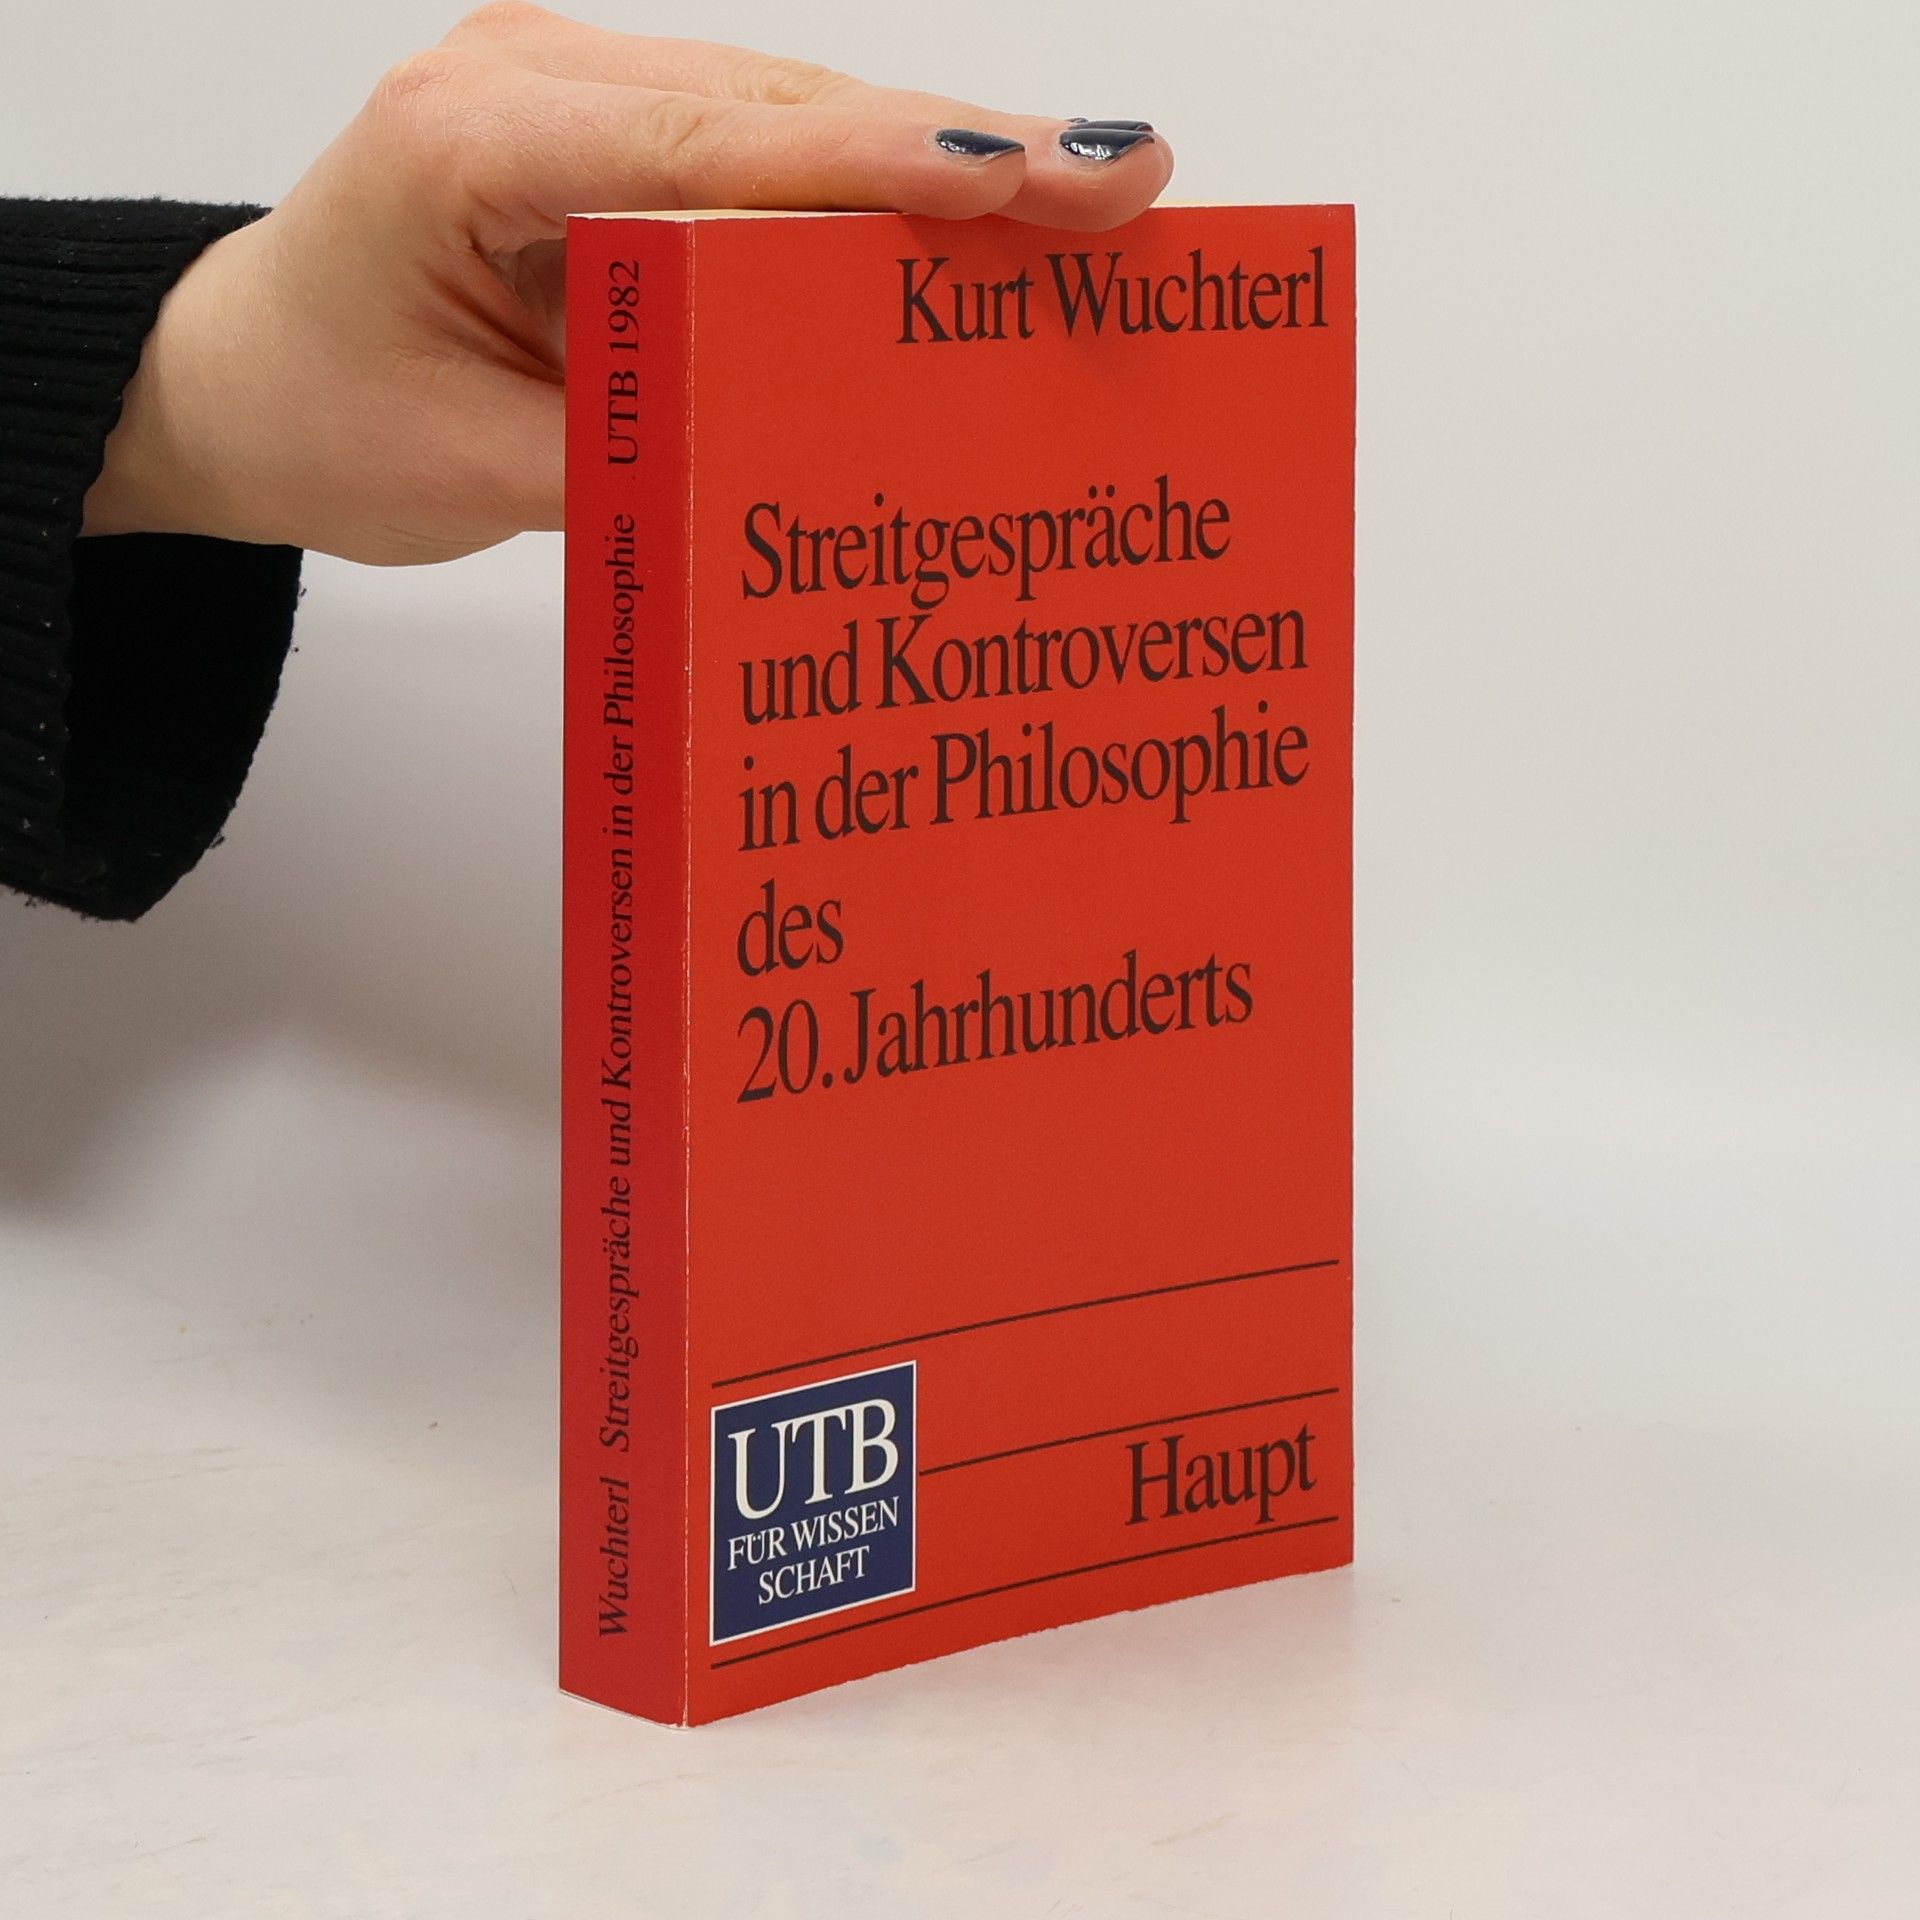 Kurt Wuchterl
Streitgespräche
und Kontroversen
in der Philosophie
des
20. Jahrhunderts
UTB
FÜR WISSEN
SCHAFT
Haupt
Wuchterl Streitgespräche und Kontroversen in der Philosophie UTB 1982